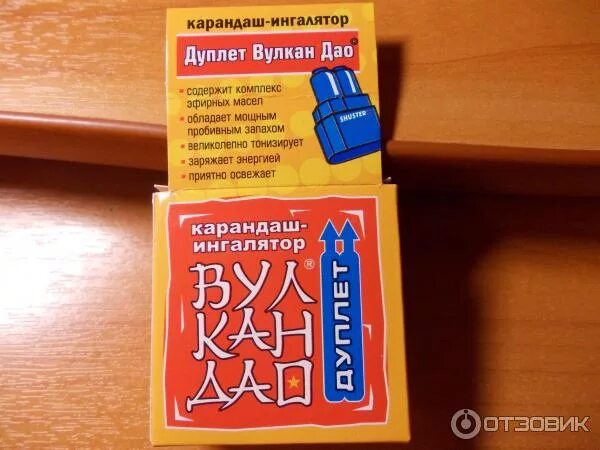 карандаш-ингалятор
Дуплет Вулкан Дао®
• содержит комплекс
эфирных масел
• обладает мощным
пробивным запахом
• великолепно тонизирует
• заряжает энергией
• приятно освежает
SHUSTER
карандаш-
ингалятор
ВУЛ®
КАН
ДАО
ДУПЛЕТ
ОТЗОВИК